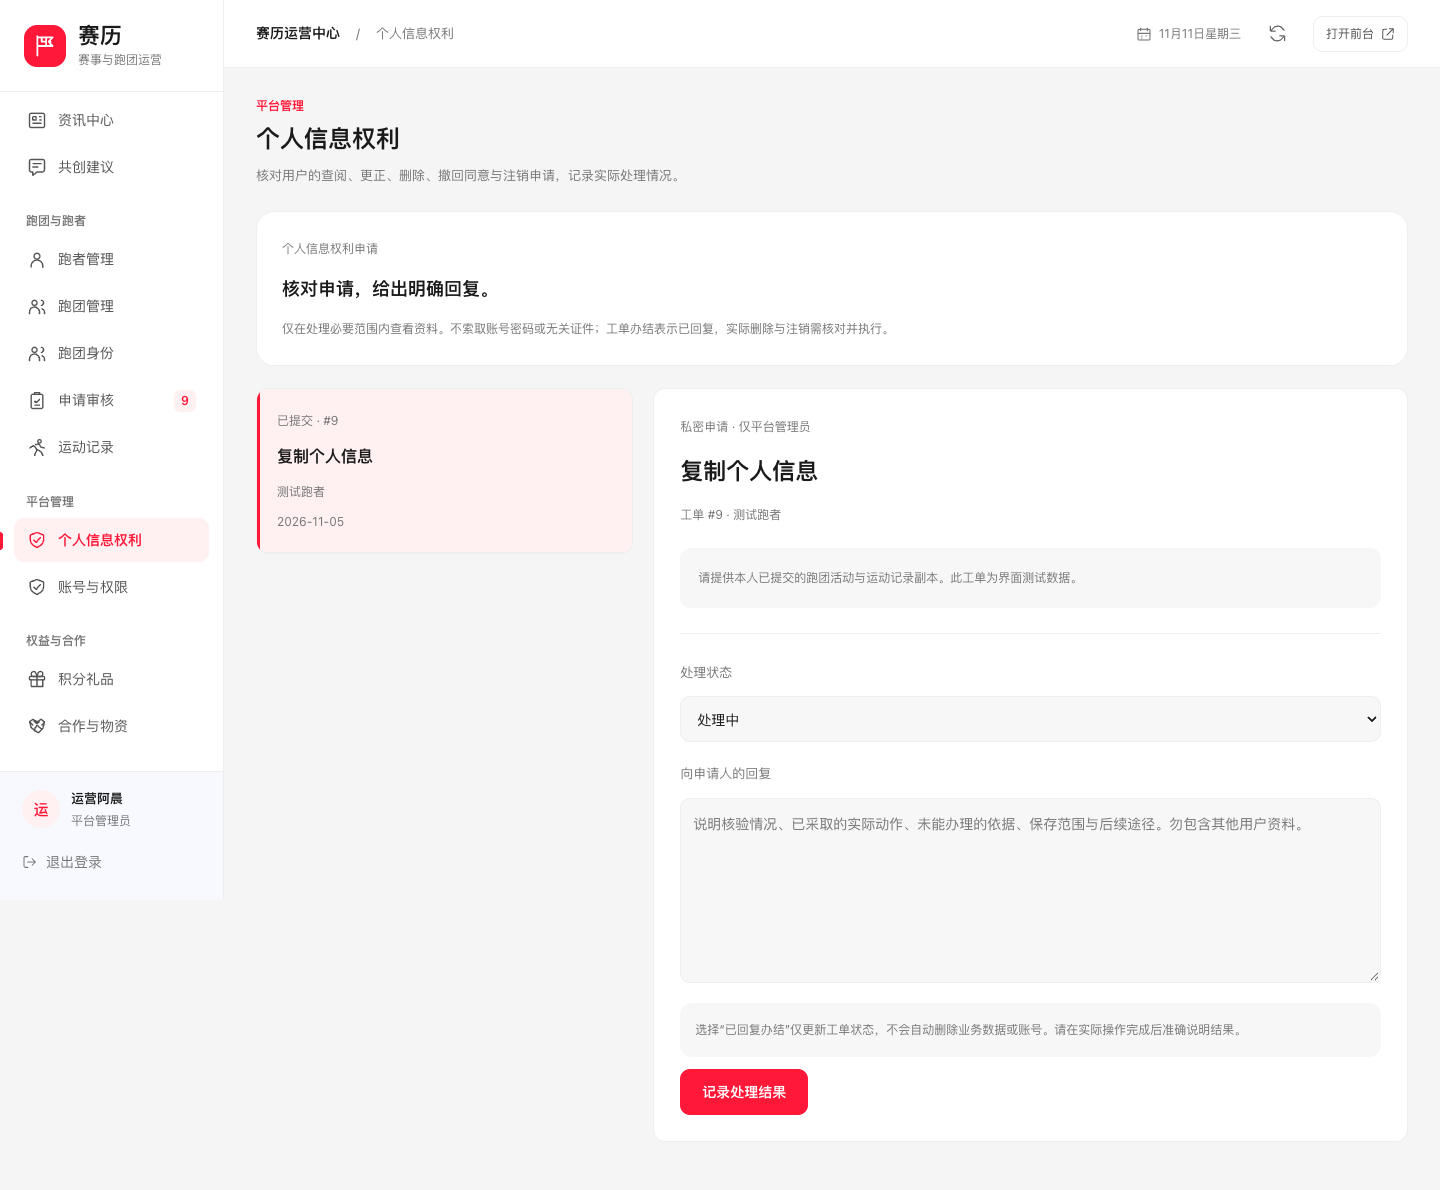 赛历
赛事与跑团运营
资讯中心
共创建议
跑团与跑者
跑者管理
跑团管理
跑团身份
申请审核 9
运动记录
平台管理
个人信息权利
账号与权限
权益与合作
积分礼品
合作与物资
运 运营阿晨
平台管理员
退出登录
赛历运营中心 / 个人信息权利
11月11日星期三
打开前台
平台管理
个人信息权利
核对用户的查阅、更正、删除、撤回同意与注销申请，记录实际处理情况。
个人信息权利申请
核对申请，给出明确回复。
仅在处理必要范围内查看资料。不索取账号密码或无关证件；工单办结表示已回复，实际删除与注销需核对并执行。
已提交 · #9
复制个人信息
测试跑者
2026-11-05
私密申请 · 仅平台管理员
复制个人信息
工单 #9 · 测试跑者
请提供本人已提交的跑团活动与运动记录副本。此工单为界面测试数据。
处理状态
处理中
向申请人的回复
说明核验情况、已采取的实际动作、未能办理的依据、保存范围与后续途径。勿包含其他用户资料。
选择“已回复办结”仅更新工单状态，不会自动删除业务数据或账号。请在实际操作完成后准确说明结果。
记录处理结果